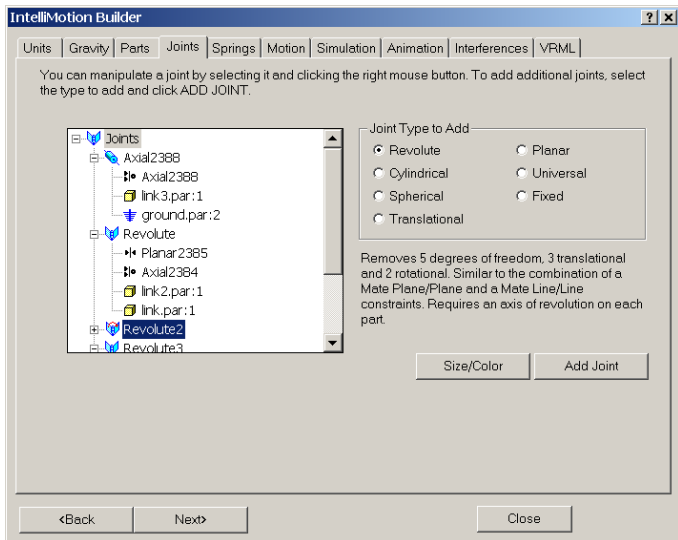 IntelliMotion Builder
Units Gravity Parts Joints Springs Motion Simulation Animation Interferences VRML
You can manipulate a joint by selecting it and clicking the right mouse button. To add additional joints, select
the type to add and click ADD JOINT.
Joints
Axial2388
Axial2388
link3.par:1
ground.par:2
Revolute
Planar2385
Axial2384
link2.par:1
link.par:1
Revolute2
Revolute3
Joint Type to Add
Revolute Planar
Cylindrical Universal
Spherical Fixed
Translational
Removes 5 degrees of freedom, 3 translational
and 2 rotational. Similar to the combination of a
Mate Plane/Plane and a Mate Line/Line
constraints. Requires an axis of revolution on each
part.
Size/Color Add Joint
<Back Next> Close